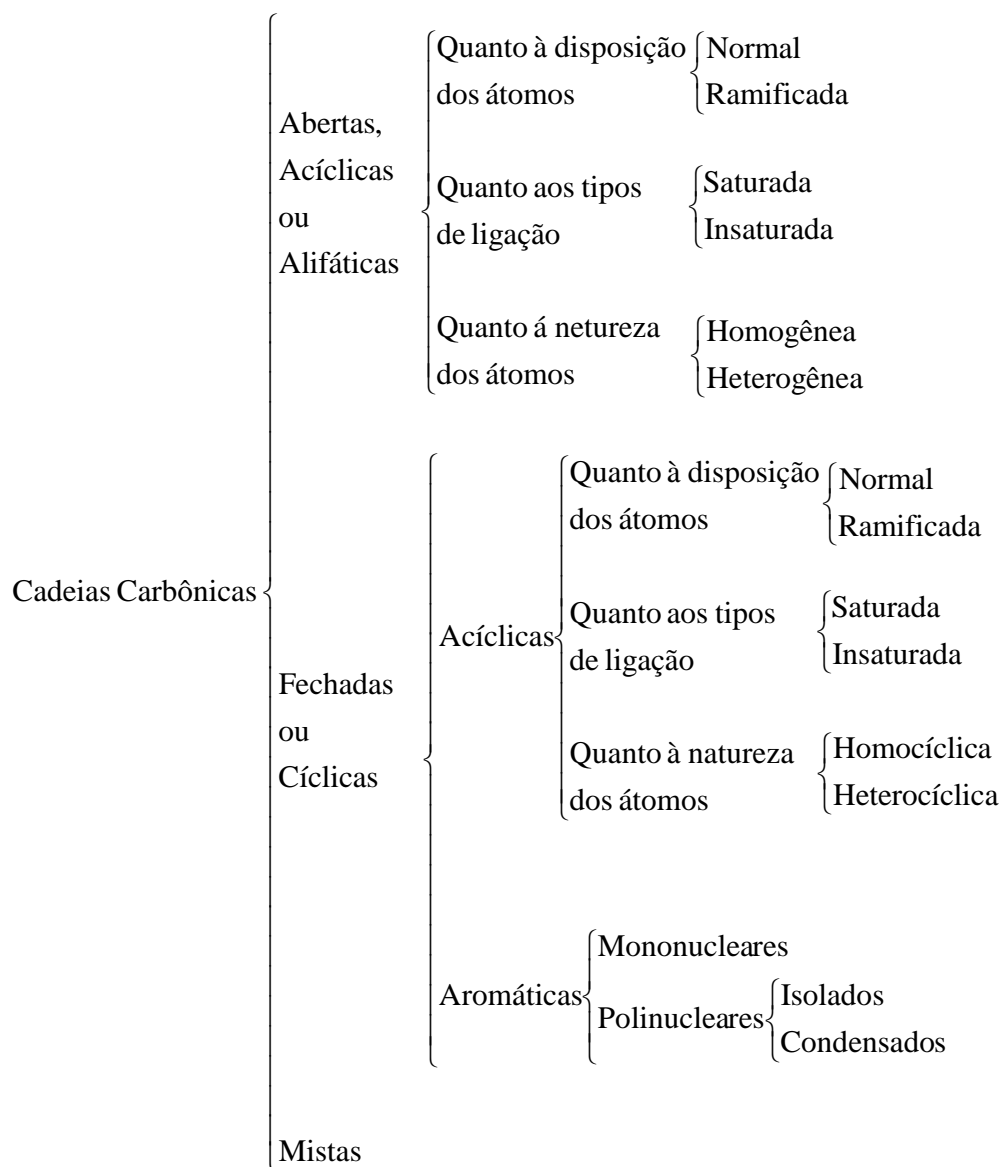 Cadeias Carbônicas
Abertas,
Acíclicas
ou
Alifáticas
Quanto à disposição
dos átomos
Normal
Ramificada
Quanto aos tipos
de ligação
Saturada
Insaturada
Quanto á netureza
dos átomos
Homogênea
Heterogênea
Fechadas
ou
Cíclicas
Acíclicas
Quanto à disposição
dos átomos
Normal
Ramificada
Quanto aos tipos
de ligação
Saturada
Insaturada
Quanto à natureza
dos átomos
Homocíclica
Heterocíclica
Aromáticas
Mononucleares
Polinucleares
Isolados
Condensados
Mistas